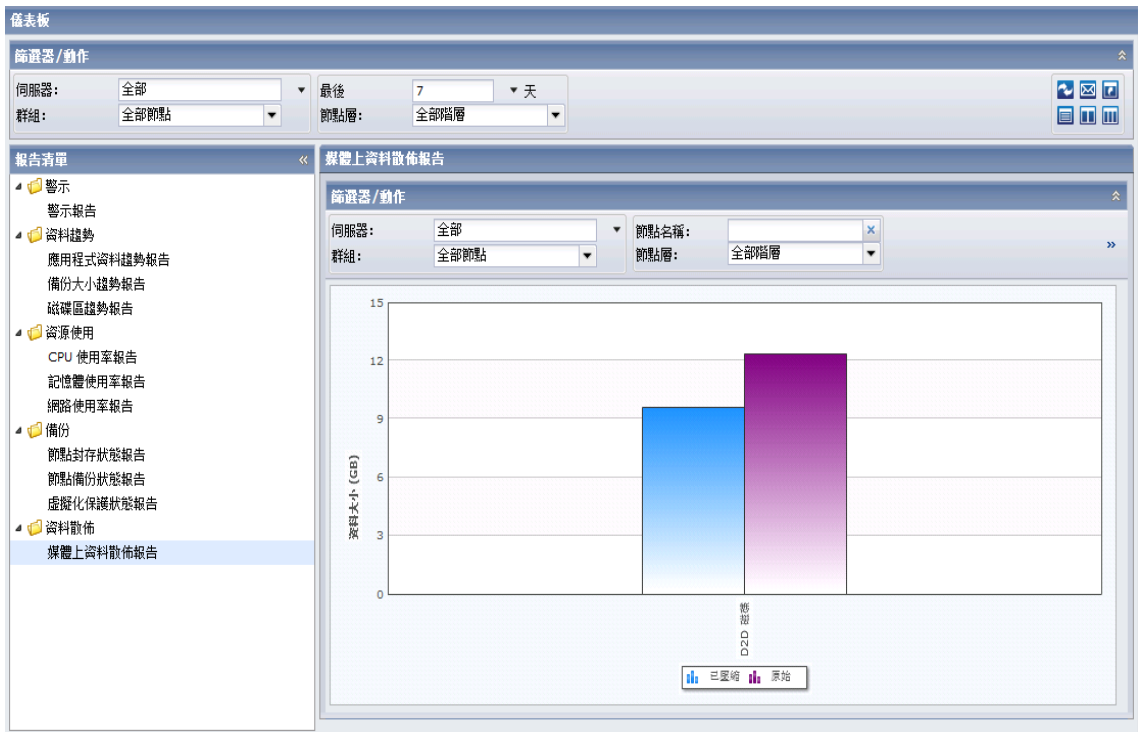 儀表板
篩選器/動作
伺服器: 全部 最後 7 天
群組: 全部節點 節點層: 全部階層
報告清單
警示
警示報告
資料趨勢
應用程式資料趨勢報告
備份大小趨勢報告
磁碟區趨勢報告
資源使用
CPU 使用率報告
記憶體使用率報告
網路使用率報告
備份
節點封存狀態報告
節點備份狀態報告
虛擬化保護狀態報告
資料散佈
媒體上資料散佈報告
媒體上資料散佈報告
篩選器/動作
伺服器: 全部 節點名稱:
群組: 全部節點 節點層: 全部階層
資料大小 (GB)
15
12
9
6
3
0
D2D
已壓縮 原始